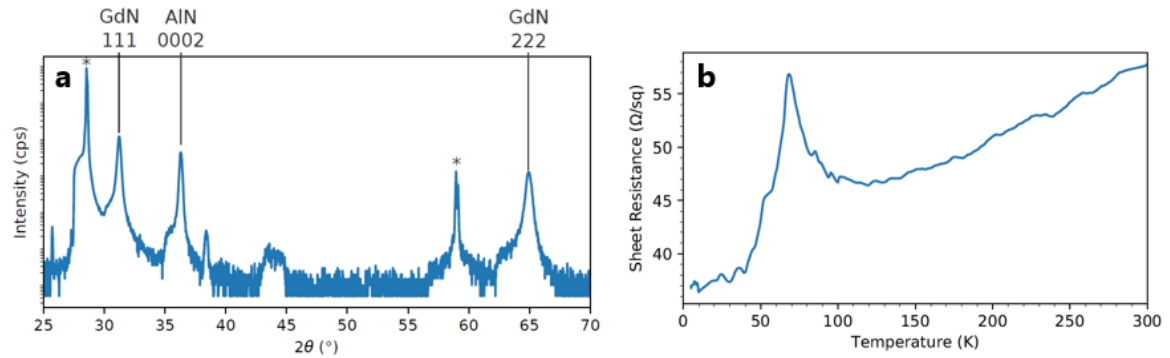 GdN
111
AlN
0002
GdN
222
a
*
*
Intensity (cps)
25 30 35 40 45 50 55 60 65 70
2θ (°)
b
Sheet Resistance (Ω/sq)
55
50
45
40
0 50 100 150 200 250 300
Temperature (K)